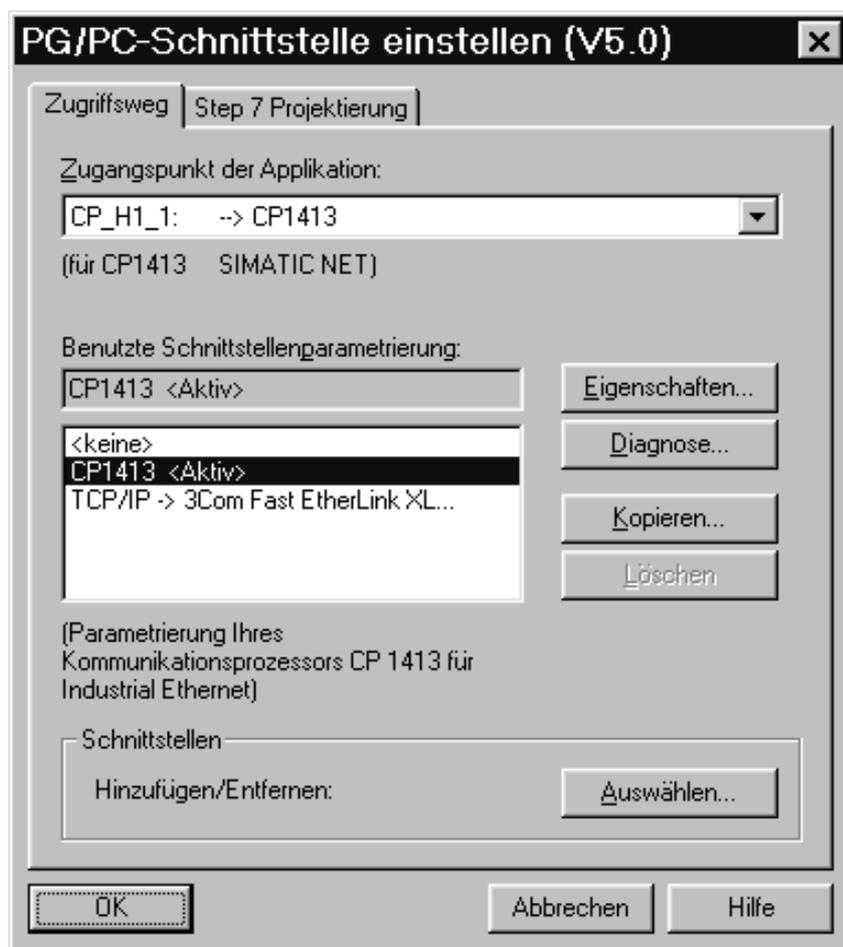 PG/PC-Schnittstelle einstellen (V5.0)
Zugriffsweg
Step 7 Projektierung
Zugangspunkt der Applikation:
CP_H1_1: --> CP1413
(für CP1413 SIMATIC NET)
Benutzte Schnittstellenparametrierung:
CP1413 <Aktiv>
Eigenschaften...
<keine>
CP1413 <Aktiv>
TCP/IP -> 3Com Fast EtherLink XL...
Diagnose...
Kopieren...
Löschen
(Parametrierung Ihres
Kommunikationsprozessors CP 1413 für
Industrial Ethernet)
Schnittstellen
Hinzufügen/Entfernen:
Auswählen...
OK
Abbrechen
Hilfe